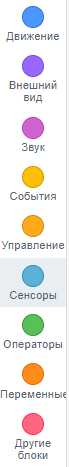 Движение
Внешний
вид
Звук
События
Управление
Сенсоры
Операторы
Переменные
Другие
блоки